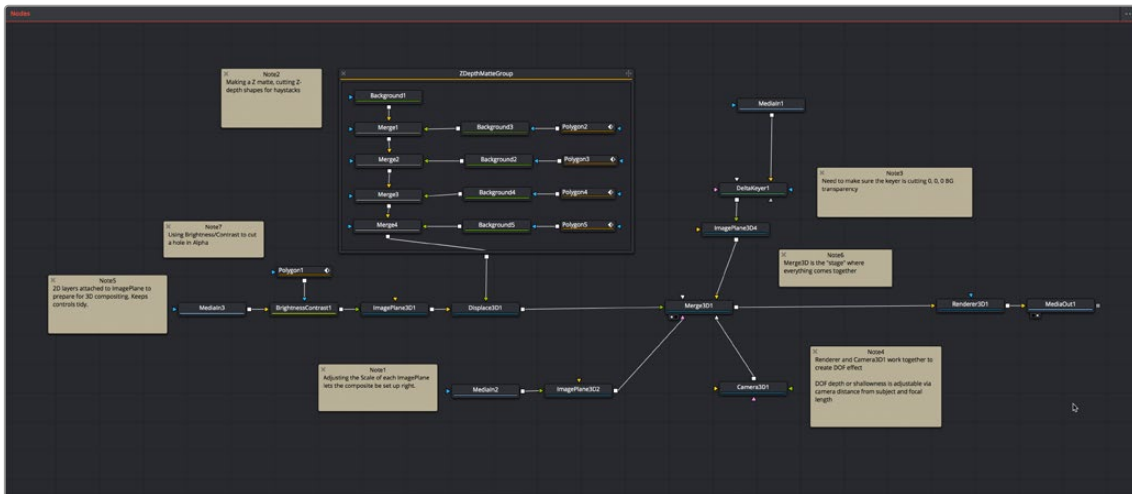 Nodes
Note2
Making a Z matte, cutting Z-
depth shapes for haystacks
ZDepthMatteGroup
Background1
Merge1
Background3
Polygon2
Merge2
Background2
Polygon3
Merge3
Background4
Polygon4
Merge4
Background5
Polygon5
MediaIn1
DeltaKeyer1
Note3
Need to make sure the keyer is cutting 0, 0, 0 BG
transparency
ImagePlane3D4
Note7
Using Brightness/Contrast to cut
a hole in Alpha
Note6
Merge3D is the "stage" where
everything comes together
Note5
2D layers attached to ImagePlane to
prepare for 3D compositing. Keeps
controls tidy.
Polygon1
MediaIn3
BrightnessContrast1
ImagePlane3D1
Displace3D1
Merge3D1
Renderer3D1
MediaOut1
Note1
Adjusting the Scale of each ImagePlane
lets the composite be set up right.
MediaIn2
ImagePlane3D2
Camera3D1
Note4
Renderer and Camera3D1 work together to
create DOF effect
DOF depth or shallowness is adjustable via
camera distance from subject and focal
length